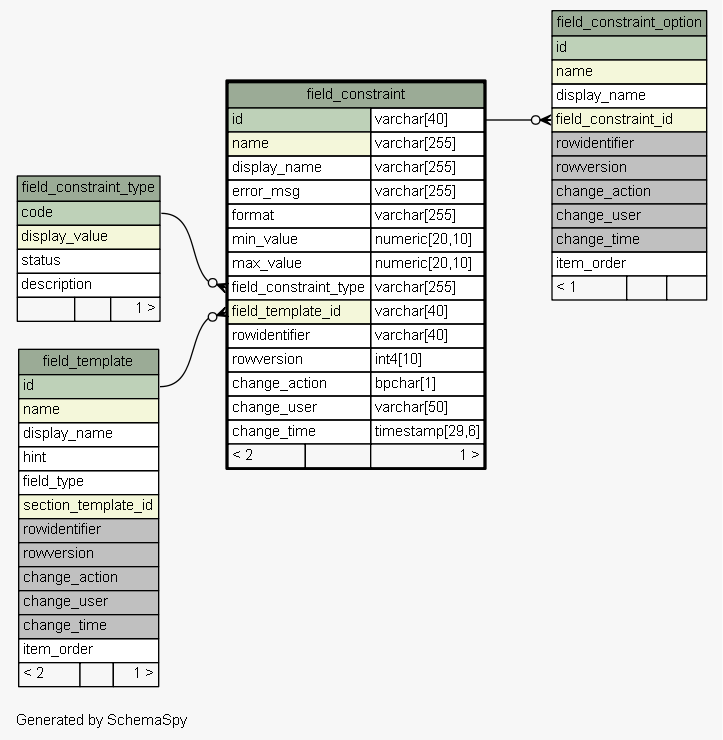 field_constraint_option
id
name
display_name
field_constraint_id
rowidentifier
rowversion
change_action
change_user
change_time
item_order
< 1
field_constraint
id varchar[40]
name varchar[255]
display_name varchar[255]
error_msg varchar[255]
format varchar[255]
min_value numeric[20,10]
max_value numeric[20,10]
field_constraint_type varchar[255]
field_template_id varchar[40]
rowidentifier varchar[40]
rowversion int4[10]
change_action bpchar[1]
change_user varchar[50]
change_time timestamp[29,6]
< 2 1 >
field_constraint_type
code
display_value
status
description
1 >
field_template
id
name
display_name
hint
field_type
section_template_id
rowidentifier
rowversion
change_action
change_user
change_time
item_order
< 2 1 >
Generated by SchemaSpy